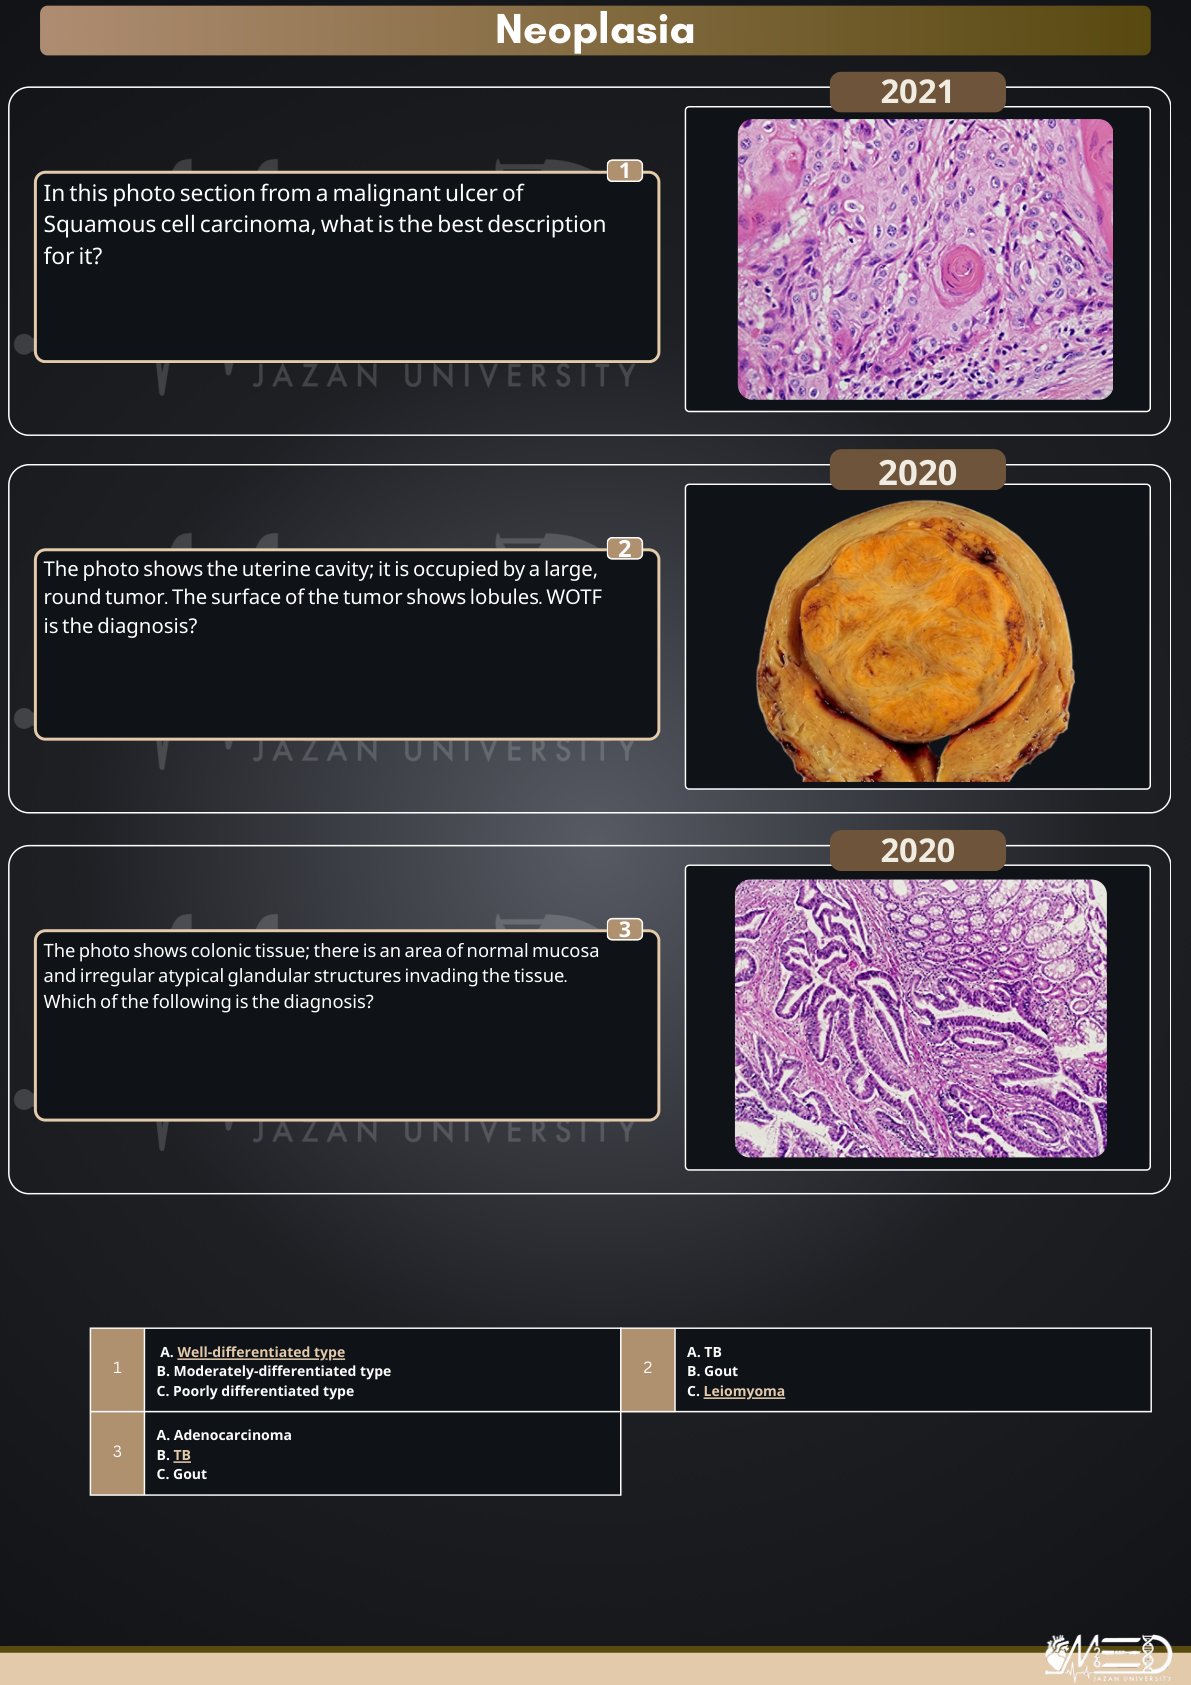 Neoplasia
2021
1
In this photo section from a malignant ulcer of
Squamous cell carcinoma, what is the best description
for it?
JAZAN UNIVERSITY
2020
2
The photo shows the uterine cavity; it is occupied by a large,
round tumor. The surface of the tumor shows lobules. WOTF
is the diagnosis?
JAZAN UNIVERSITY
2020
3
The photo shows colonic tissue; there is an area of normal mucosa
and irregular atypical glandular structures invading the tissue.
Which of the following is the diagnosis?
JAZAN UNIVERSITY
1
A. Well-differentiated type
B. Moderately-differentiated type
C. Poorly differentiated type
2
A. TB
B. Gout
C. Leiomyoma
3
A. Adenocarcinoma
B. TB
C. Gout
MED
JAZAN UNIVERSITY